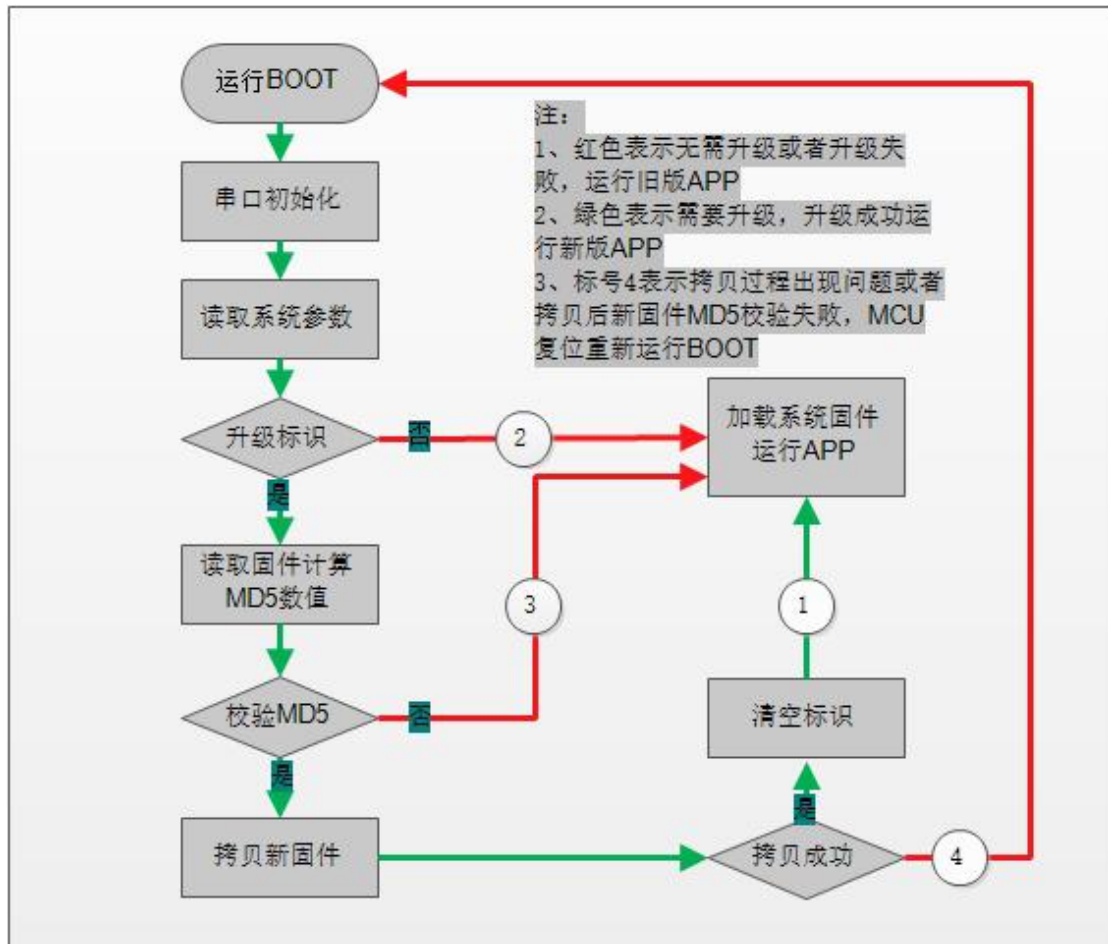 运行BOOT
注：
1、红色表示无需升级或者升级失
败，运行旧版APP
2、绿色表示需要升级，升级成功运
行新版APP
3、标号4表示拷贝过程出现问题或者
拷贝后新固件MD5校验失败，MCU
复位重新运行BOOT
串口初始化
读取系统参数
升级标识
否
2
加载系统固件
运行APP
是
读取固件计算
MD5数值
3
1
校验MD5
否
清空标识
是
拷贝新固件
是
拷贝成功
4